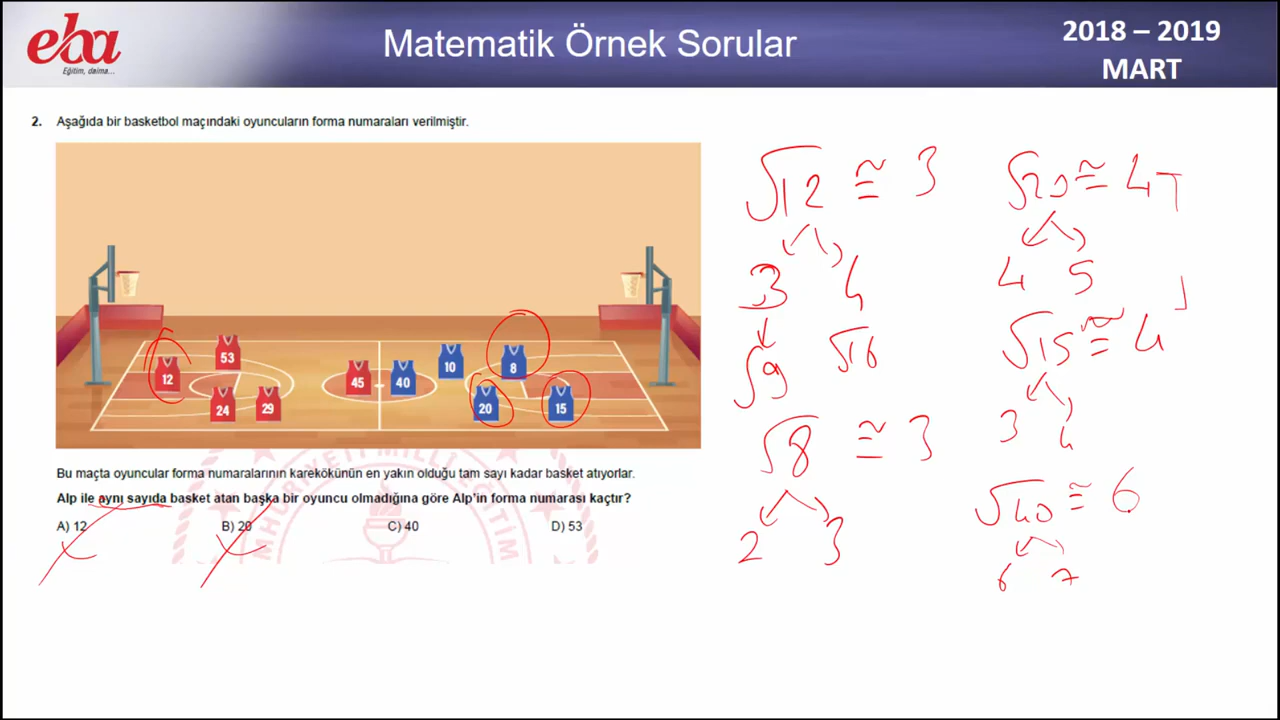 eba
Eğitim, daima...
Matematik Örnek Sorular
2018 – 2019
MART
2. Aşağıda bir basketbol maçındaki oyuncuların forma numaraları verilmiştir.
12
53
24
29
45
40
10
8
20
15
Bu maçta oyuncular forma numaralarının karekökünün en yakın olduğu tam sayı kadar basket atıyorlar.
Alp ile aynı sayıda basket atan başka bir oyuncu olmadığına göre Alp'in forma numarası kaçtır?
A) 12 B) 20 C) 40 D) 53
√12 ≅ 3
3 4
√9 √16
√8 ≅ 3
2 3
√20 ≅ 4
4 5
√15 ≅ 4
3 4
√40 ≅ 6
6 7